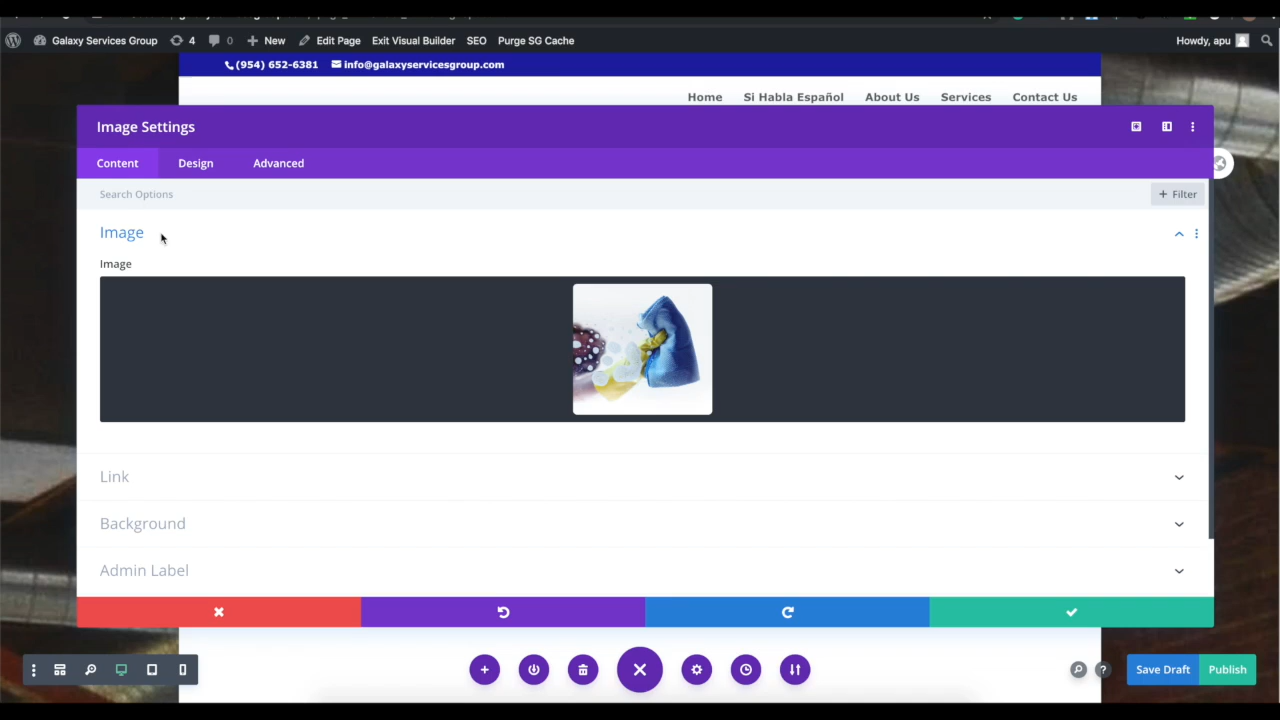 Galaxy Services Group 4 0 New Edit Page Exit Visual Builder SEO Purge SG Cache Howdy, apu
(954) 652-6381 info@galaxyservicesgroup.com
Home Si Habla Español About Us Services Contact Us
Image Settings
Content Design Advanced
Search Options + Filter
Image
Image
Link
Background
Admin Label
? Save Draft Publish